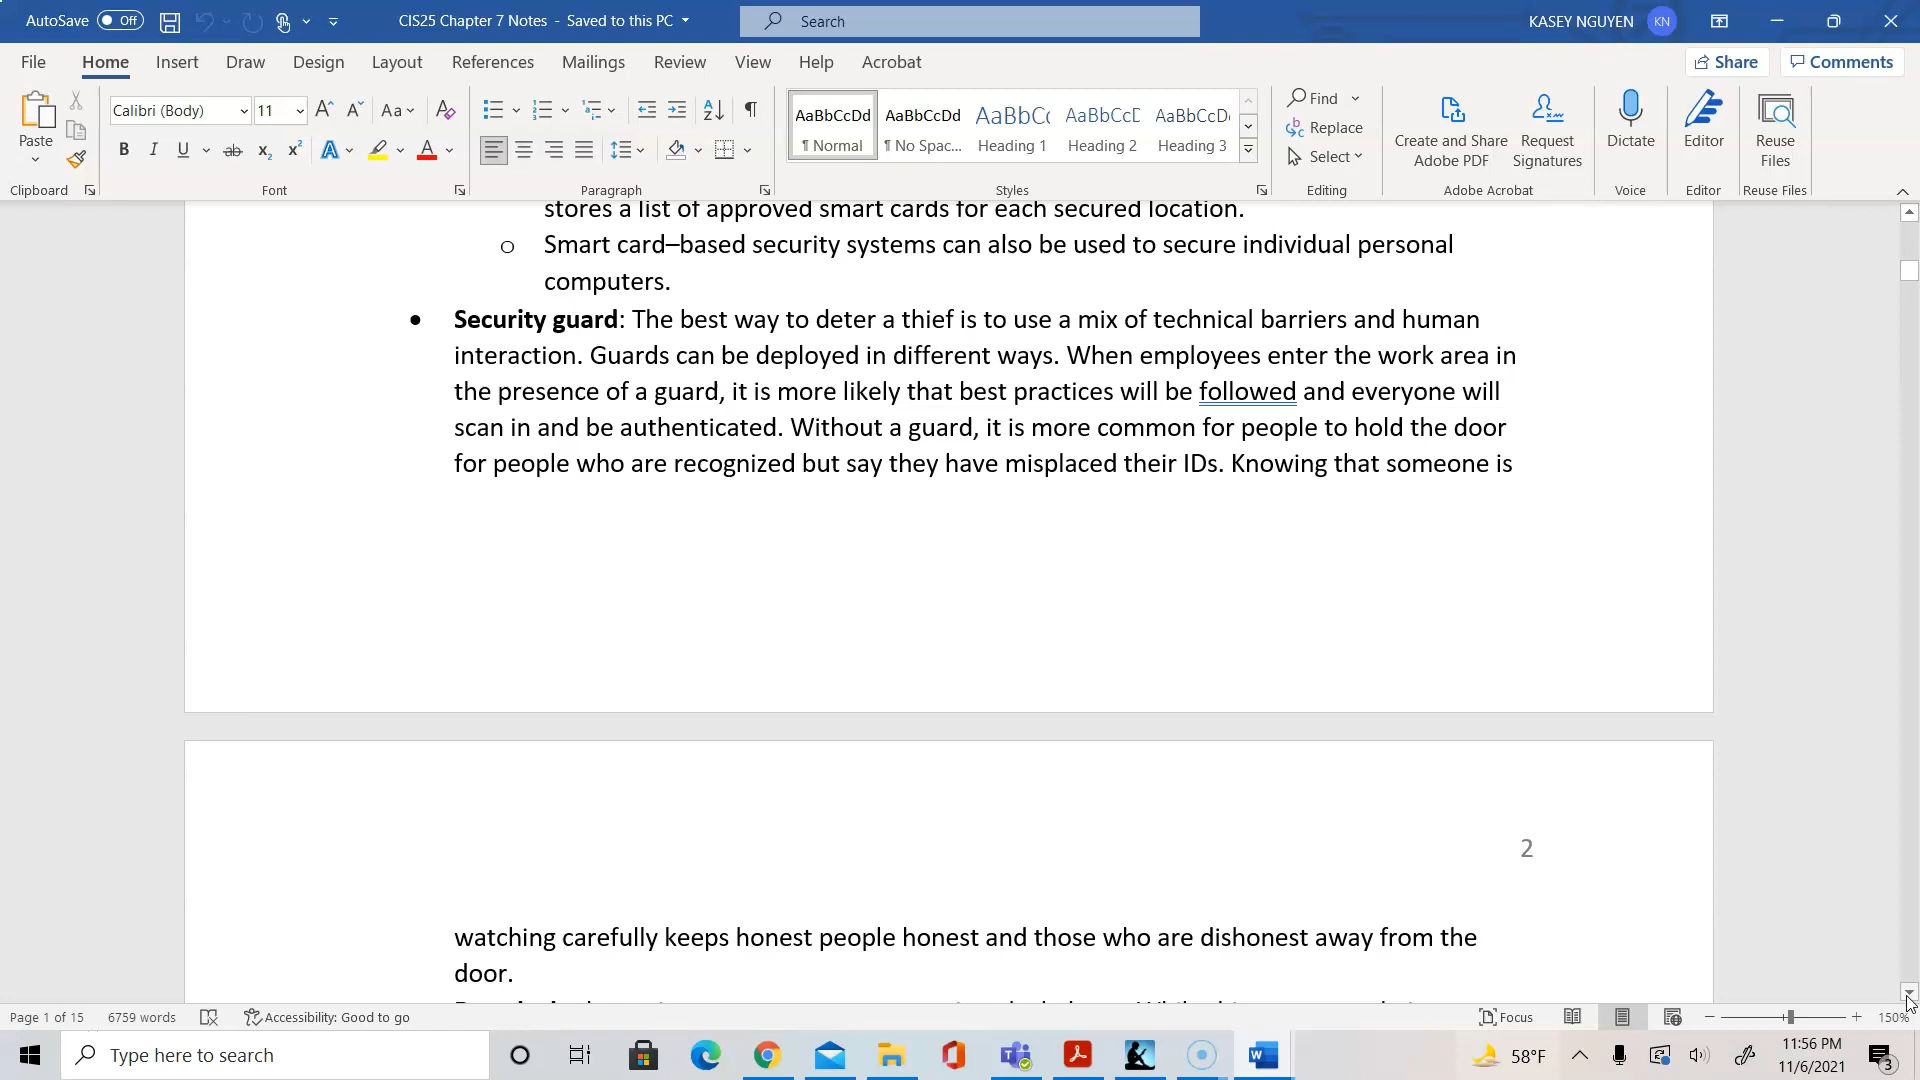 AutoSave Off CIS25 Chapter 7 Notes - Saved to this PC Search KASEY NGUYEN KN
File Home Insert Draw Design Layout References Mailings Review View Help Acrobat Share Comments
Paste Calibri (Body) 11 Aa AaBbCcDd AaBbCcDd AaBbC AaBbCcD AaBbCcD Find Replace Select
¶ Normal ¶ No Spac... Heading 1 Heading 2 Heading 3
Create and Share Adobe PDF Request Signatures Dictate Editor Reuse Files
Clipboard Font Paragraph Styles Editing Adobe Acrobat Voice Editor Reuse Files
stores a list of approved smart cards for each secured location.
o Smart card–based security systems can also be used to secure individual personal
computers.
• Security guard: The best way to deter a thief is to use a mix of technical barriers and human
interaction. Guards can be deployed in different ways. When employees enter the work area in
the presence of a guard, it is more likely that best practices will be followed and everyone will
scan in and be authenticated. Without a guard, it is more common for people to hold the door
for people who are recognized but say they have misplaced their IDs. Knowing that someone is
2
watching carefully keeps honest people honest and those who are dishonest away from the
door.
Page 1 of 15 6759 words Accessibility: Good to go Focus 150%
Type here to search 58°F 11:56 PM
11/6/2021 3